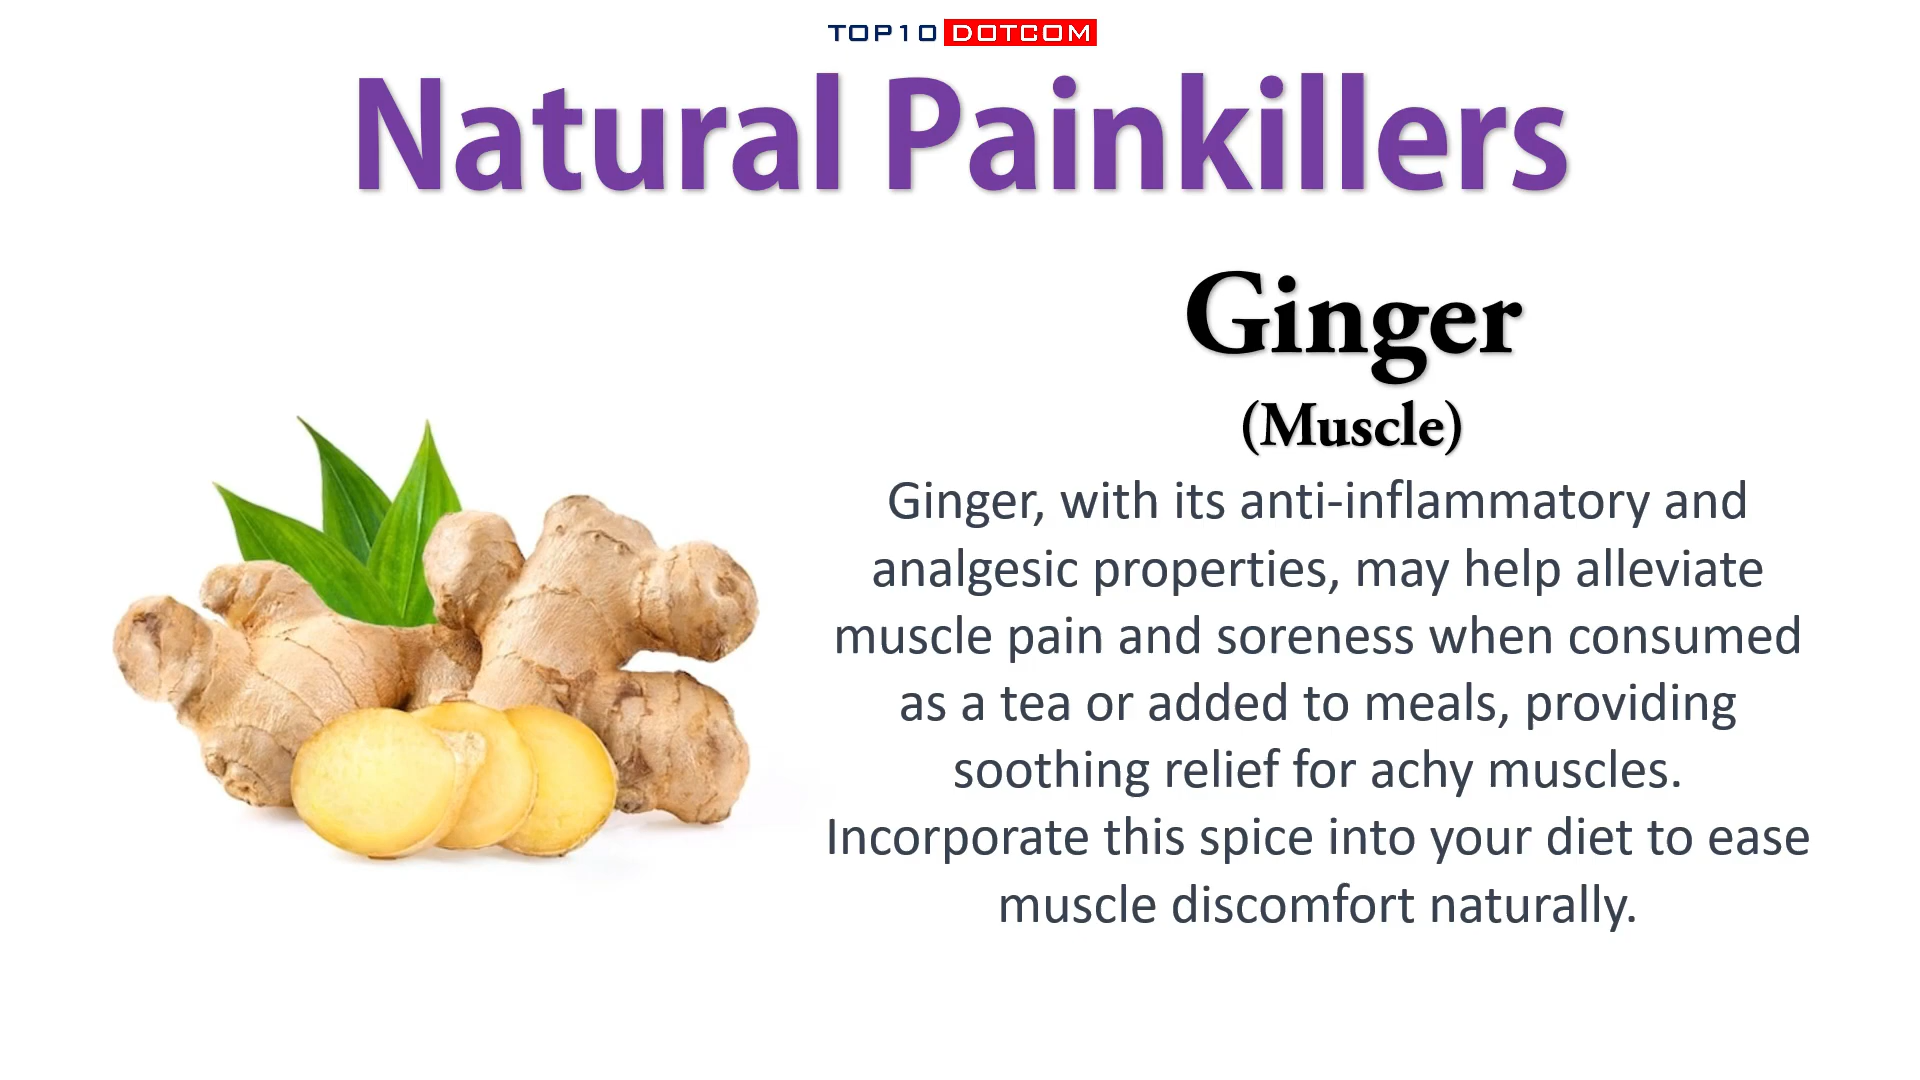 TOP10 DOTCOM
Natural Painkillers
Ginger
(Muscle)
Ginger, with its anti-inflammatory and
analgesic properties, may help alleviate
muscle pain and soreness when consumed
as a tea or added to meals, providing
soothing relief for achy muscles.
Incorporate this spice into your diet to ease
muscle discomfort naturally.